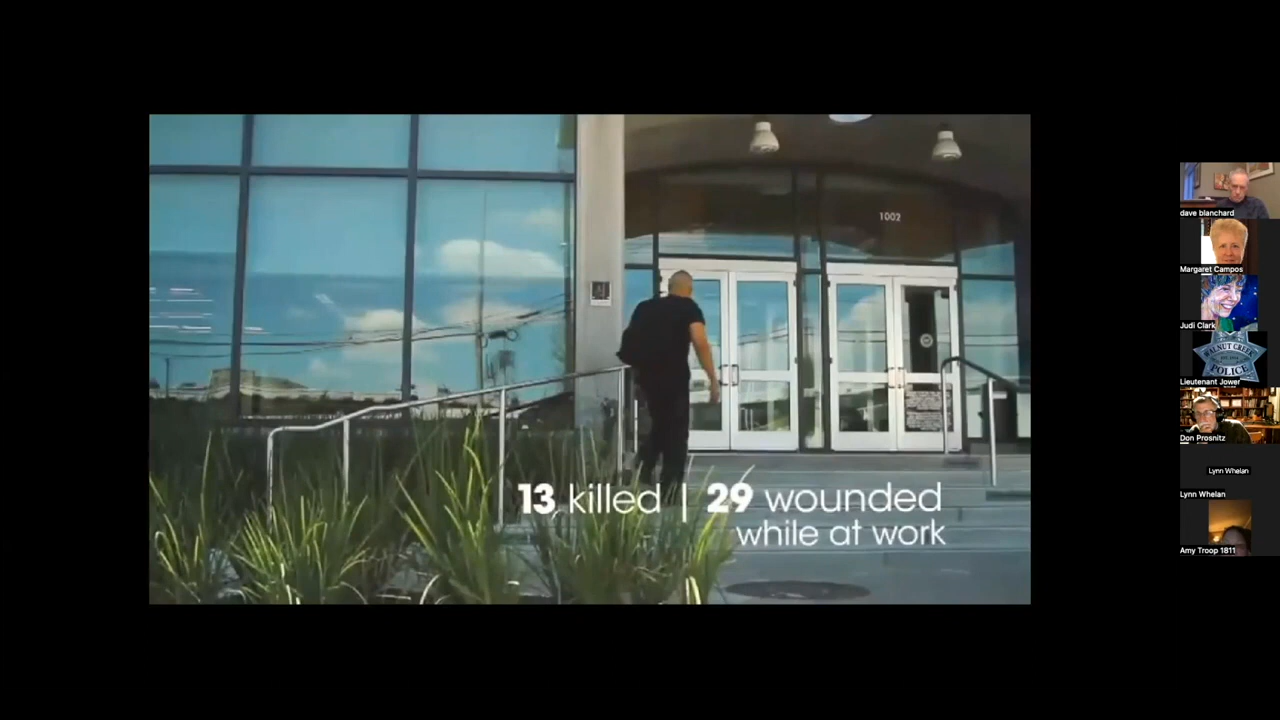 1002
13 killed | 29 wounded
while at work
dave blanchard
Margaret Campos
Judi Clark
WALNUT CREEK
POLICE
Lieutenant Jower
Don Prosnitz
Lynn Whelan
Lynn Whelan
Amy Troop 1811